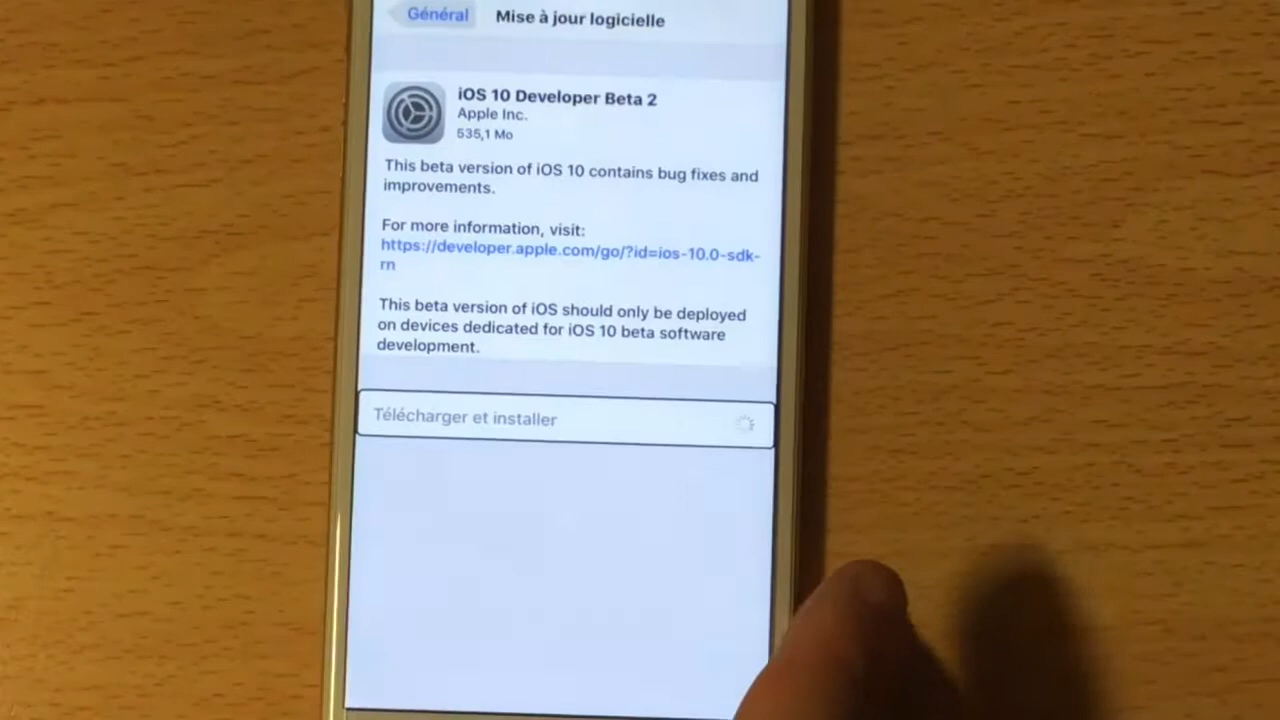 Général
Mise à jour logicielle
iOS 10 Developer Beta 2
Apple Inc.
535,1 Mo
This beta version of iOS 10 contains bug fixes and
improvements.
For more information, visit:
https://developer.apple.com/go/?id=ios-10.0-sdk-
rn
This beta version of iOS should only be deployed
on devices dedicated for iOS 10 beta software
development.
Télécharger et installer